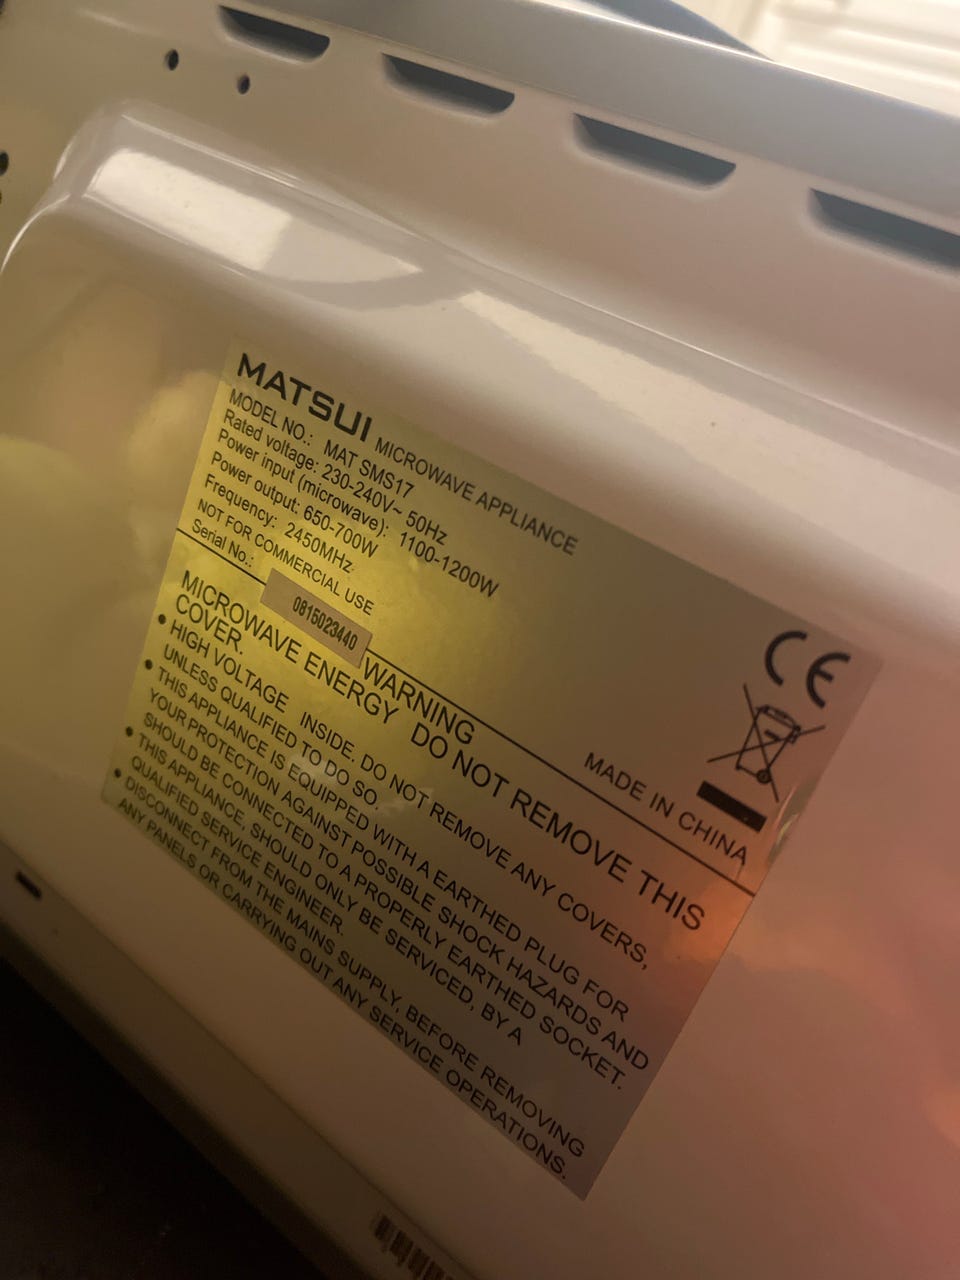 MATSUI MICROWAVE APPLIANCE
MODEL NO.: MAT SMS17
Rated voltage: 230-240V~ 50Hz
Power input (microwave): 1100-1200W
Power output: 650-700W
Frequency: 2450MHz
NOT FOR COMMERCIAL USE
Serial No.: 0815023440
CE
MADE IN CHINA
WARNING
MICROWAVE ENERGY DO NOT REMOVE THIS
COVER.
• HIGH VOLTAGE INSIDE. DO NOT REMOVE ANY COVERS,
UNLESS QUALIFIED TO DO SO.
• THIS APPLIANCE IS EQUIPPED WITH A EARTHED PLUG FOR
YOUR PROTECTION AGAINST POSSIBLE SHOCK HAZARDS AND
SHOULD BE CONNECTED TO A PROPERLY EARTHED SOCKET.
• THIS APPLIANCE, SHOULD ONLY BE SERVICED, BY A
QUALIFIED SERVICE ENGINEER.
• DISCONNECT FROM THE MAINS SUPPLY, BEFORE REMOVING
ANY PANELS OR CARRYING OUT ANY SERVICE OPERATIONS.